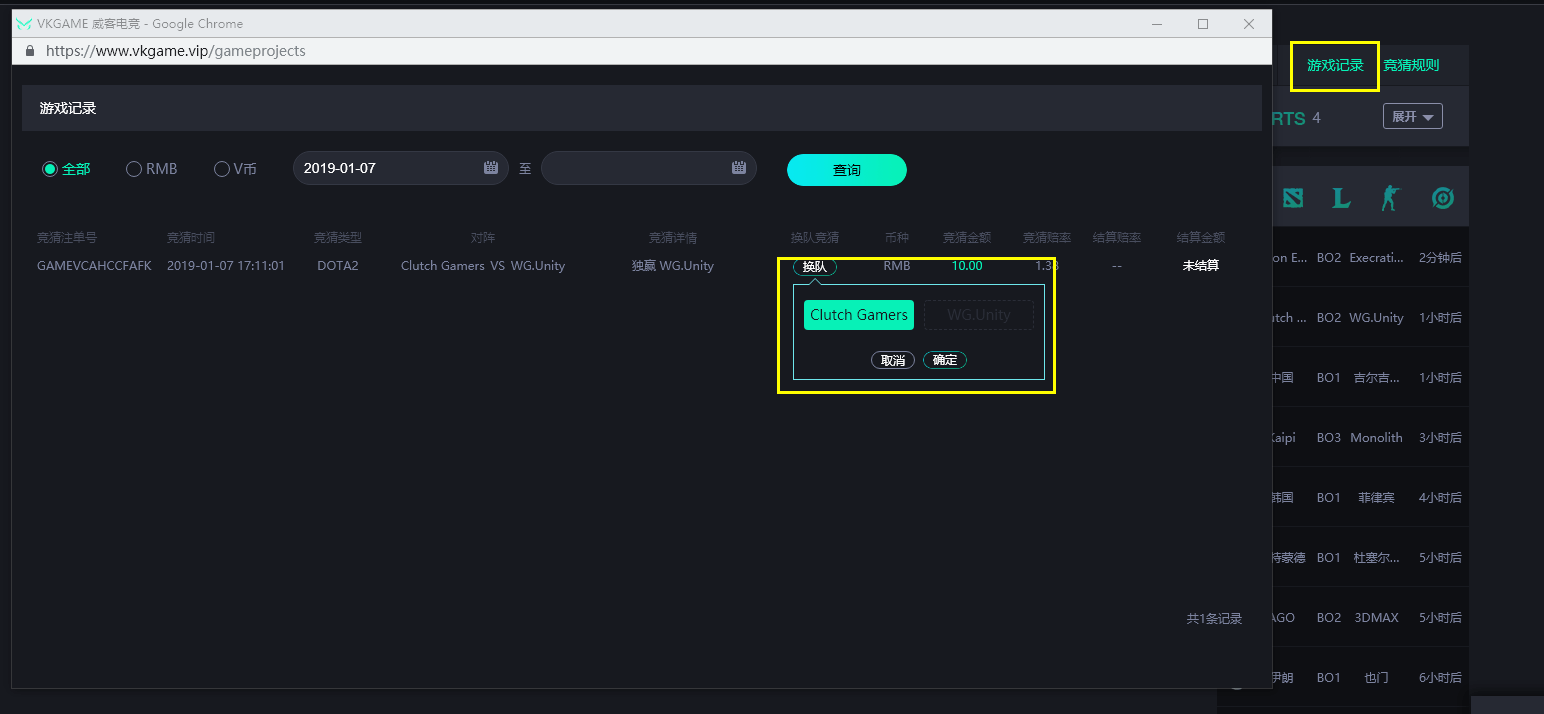 VKGAME 威客电竞 - Google Chrome
https://www.vkgame.vip/gameprojects
游戏记录 竞猜规则
游戏记录
RTS 4 展开
全部 RMB V币 2019-01-07 至 查询
竞猜注单号 竞猜时间 竞猜类型 对阵 竞猜详情 换队竞猜 币种 竞猜金额 竞猜赔率 结算赔率 结算金额
GAMEVCAHCCFAFK 2019-01-07 17:11:01 DOTA2 Clutch Gamers VS WG.Unity 独赢 WG.Unity 换队 RMB 10.00 1.38 -- 未结算
Clutch Gamers WG.Unity
取消 确定
共1条记录
on E... BO2 Execrati... 2分钟后
utch ... BO2 WG.Unity 1小时后
中国 BO1 吉尔吉... 1小时后
Kaipi BO3 Monolith 3小时后
韩国 BO1 菲律宾 4小时后
特蒙德 BO1 杜塞尔... 5小时后
AGO BO2 3DMAX 5小时后
伊朗 BO1 也门 6小时后